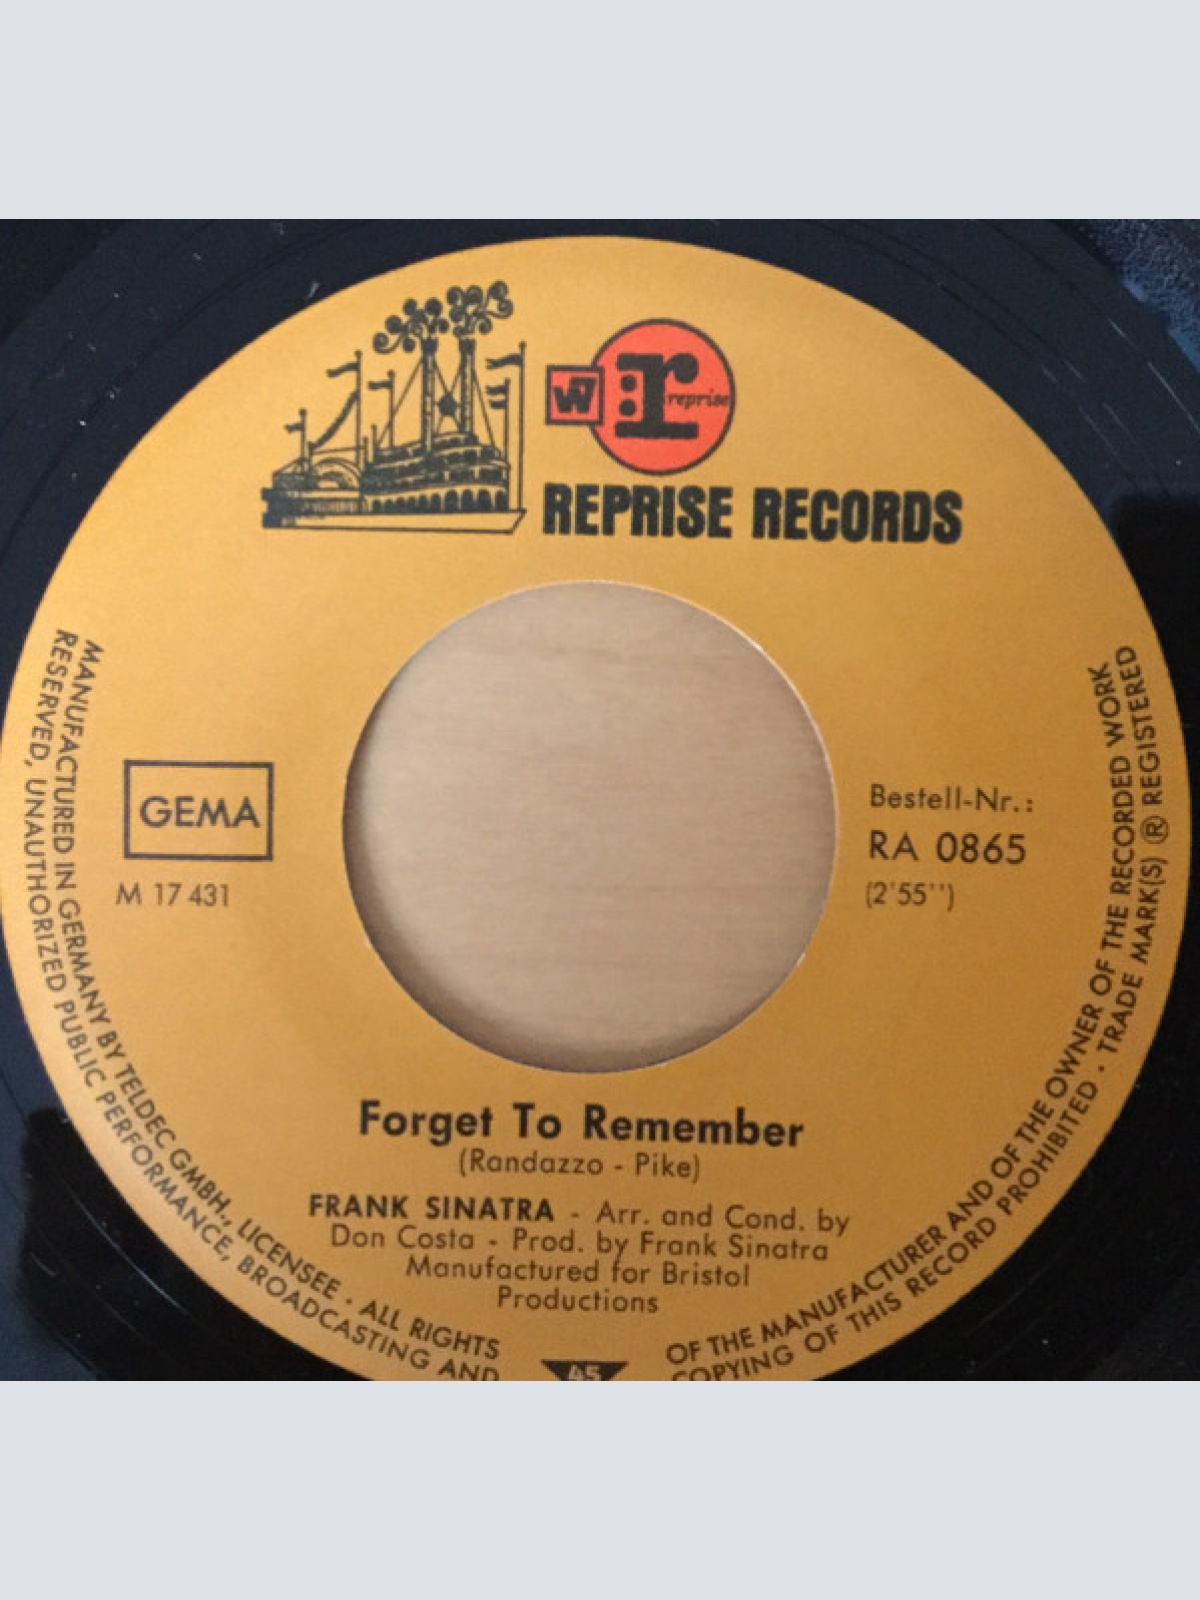 W7
r
reprise
REPRISE RECORDS
GEMA
M 17 431
Bestell-Nr.:
RA 0865
(2'55'')
Forget To Remember
(Randazzo - Pike)
FRANK SINATRA - Arr. and Cond. by
Don Costa - Prod. by Frank Sinatra
Manufactured for Bristol
Productions
45
MANUFACTURED IN GERMANY BY TELDEC GMBH., LICENSEE . ALL RIGHTS
OF THE MANUFACTURER AND OF THE OWNER OF THE RECORDED WORK
RESERVED, UNAUTHORIZED PUBLIC PERFORMANCE, BROADCASTING AND
COPYING OF THIS RECORD PROHIBITED . TRADE MARK(S) ® REGISTERED